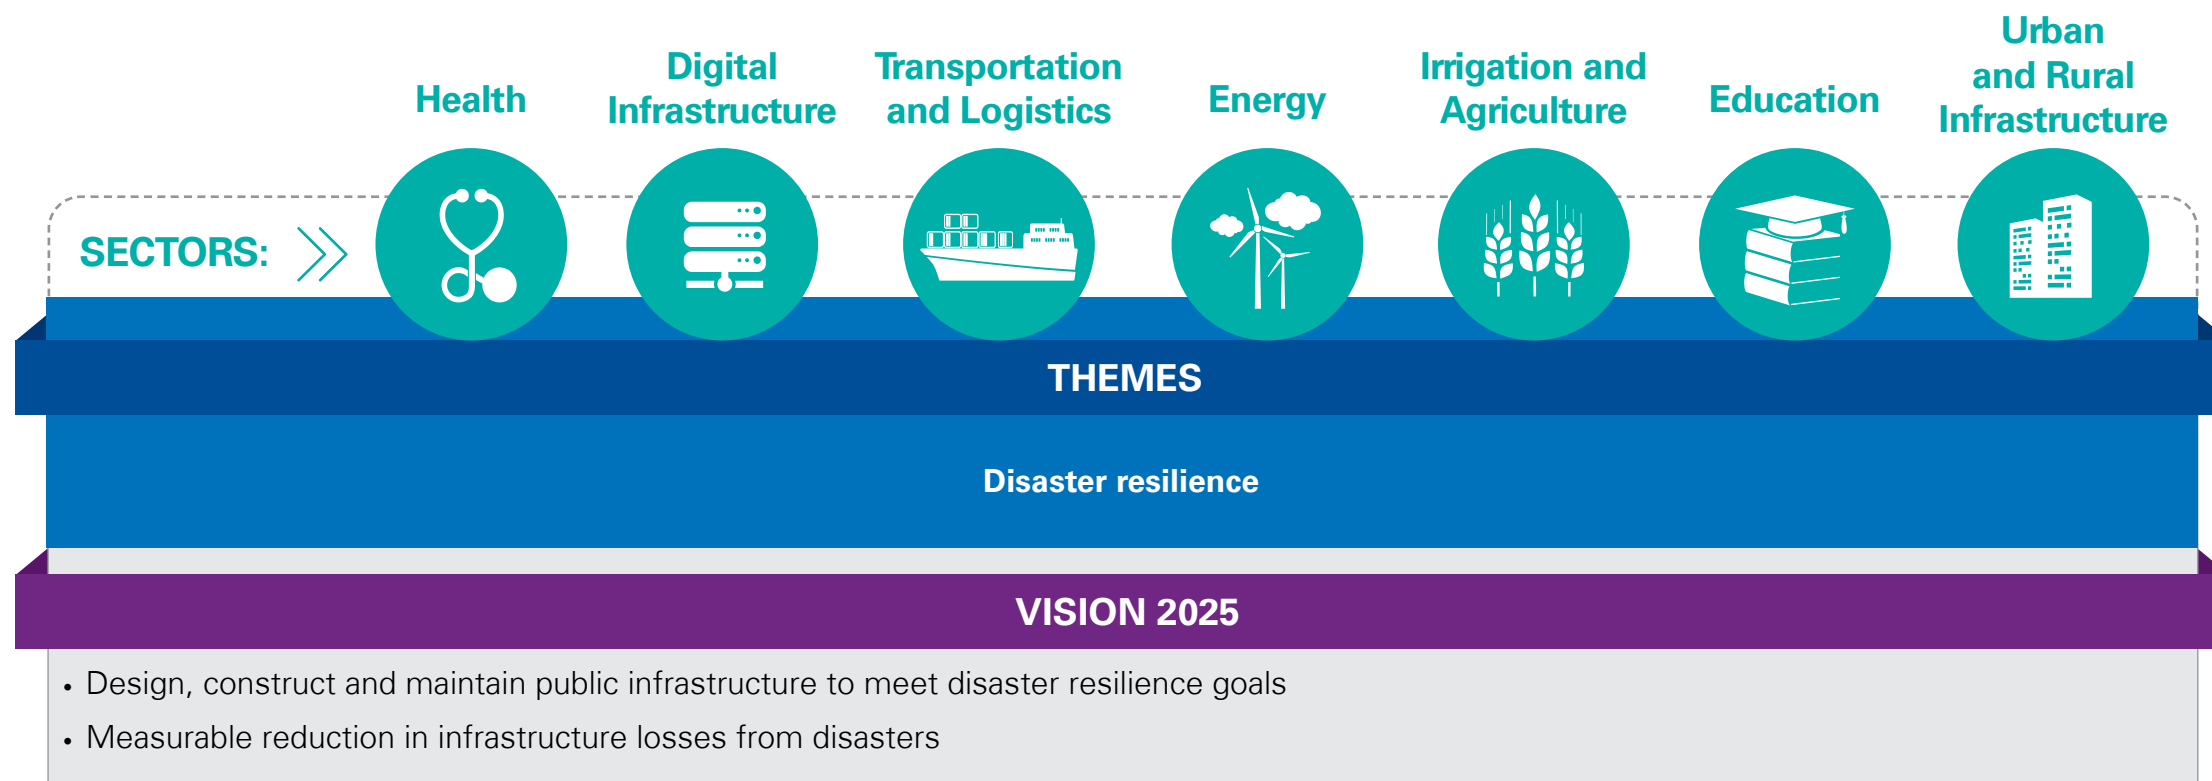 Health
Digital
Infrastructure
Transportation
and Logistics
Energy
Irrigation and
Agriculture
Education
Urban
and Rural
Infrastructure
SECTORS:
THEMES
Disaster resilience
VISION 2025
• Design, construct and maintain public infrastructure to meet disaster resilience goals
• Measurable reduction in infrastructure losses from disasters